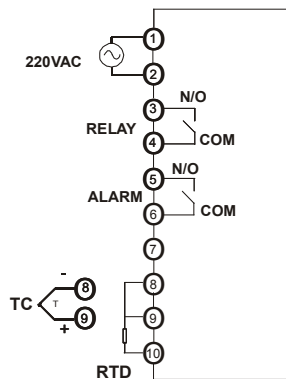 1
220VAC
2
3 N/O
RELAY
4 COM
5 N/O
ALARM
6 COM
7
- 8 8
TC T
+ 9 9
10
RTD